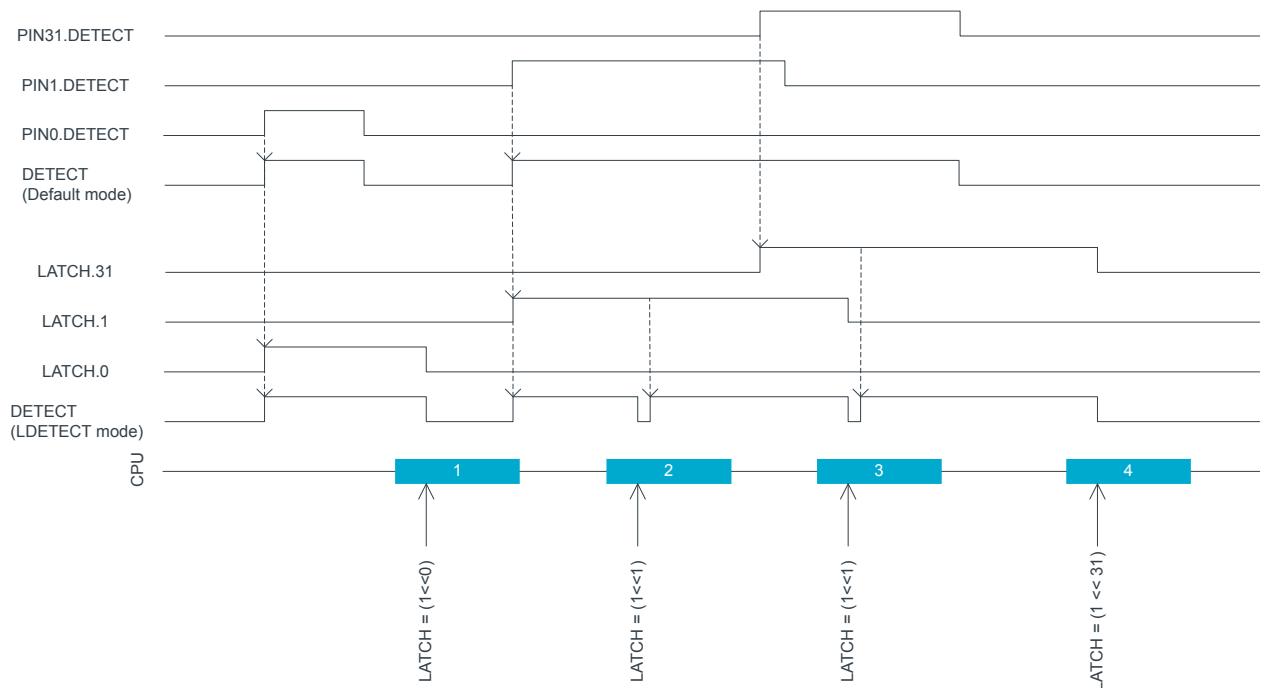 PIN31.DETECT
PIN1.DETECT
PIN0.DETECT
DETECT
(Default mode)
LATCH.31
LATCH.1
LATCH.0
DETECT
(LDETECT mode)
CPU
1
2
3
4
LATCH = (1<<0)
LATCH = (1<<1)
LATCH = (1<<1)
LATCH = (1 << 31)